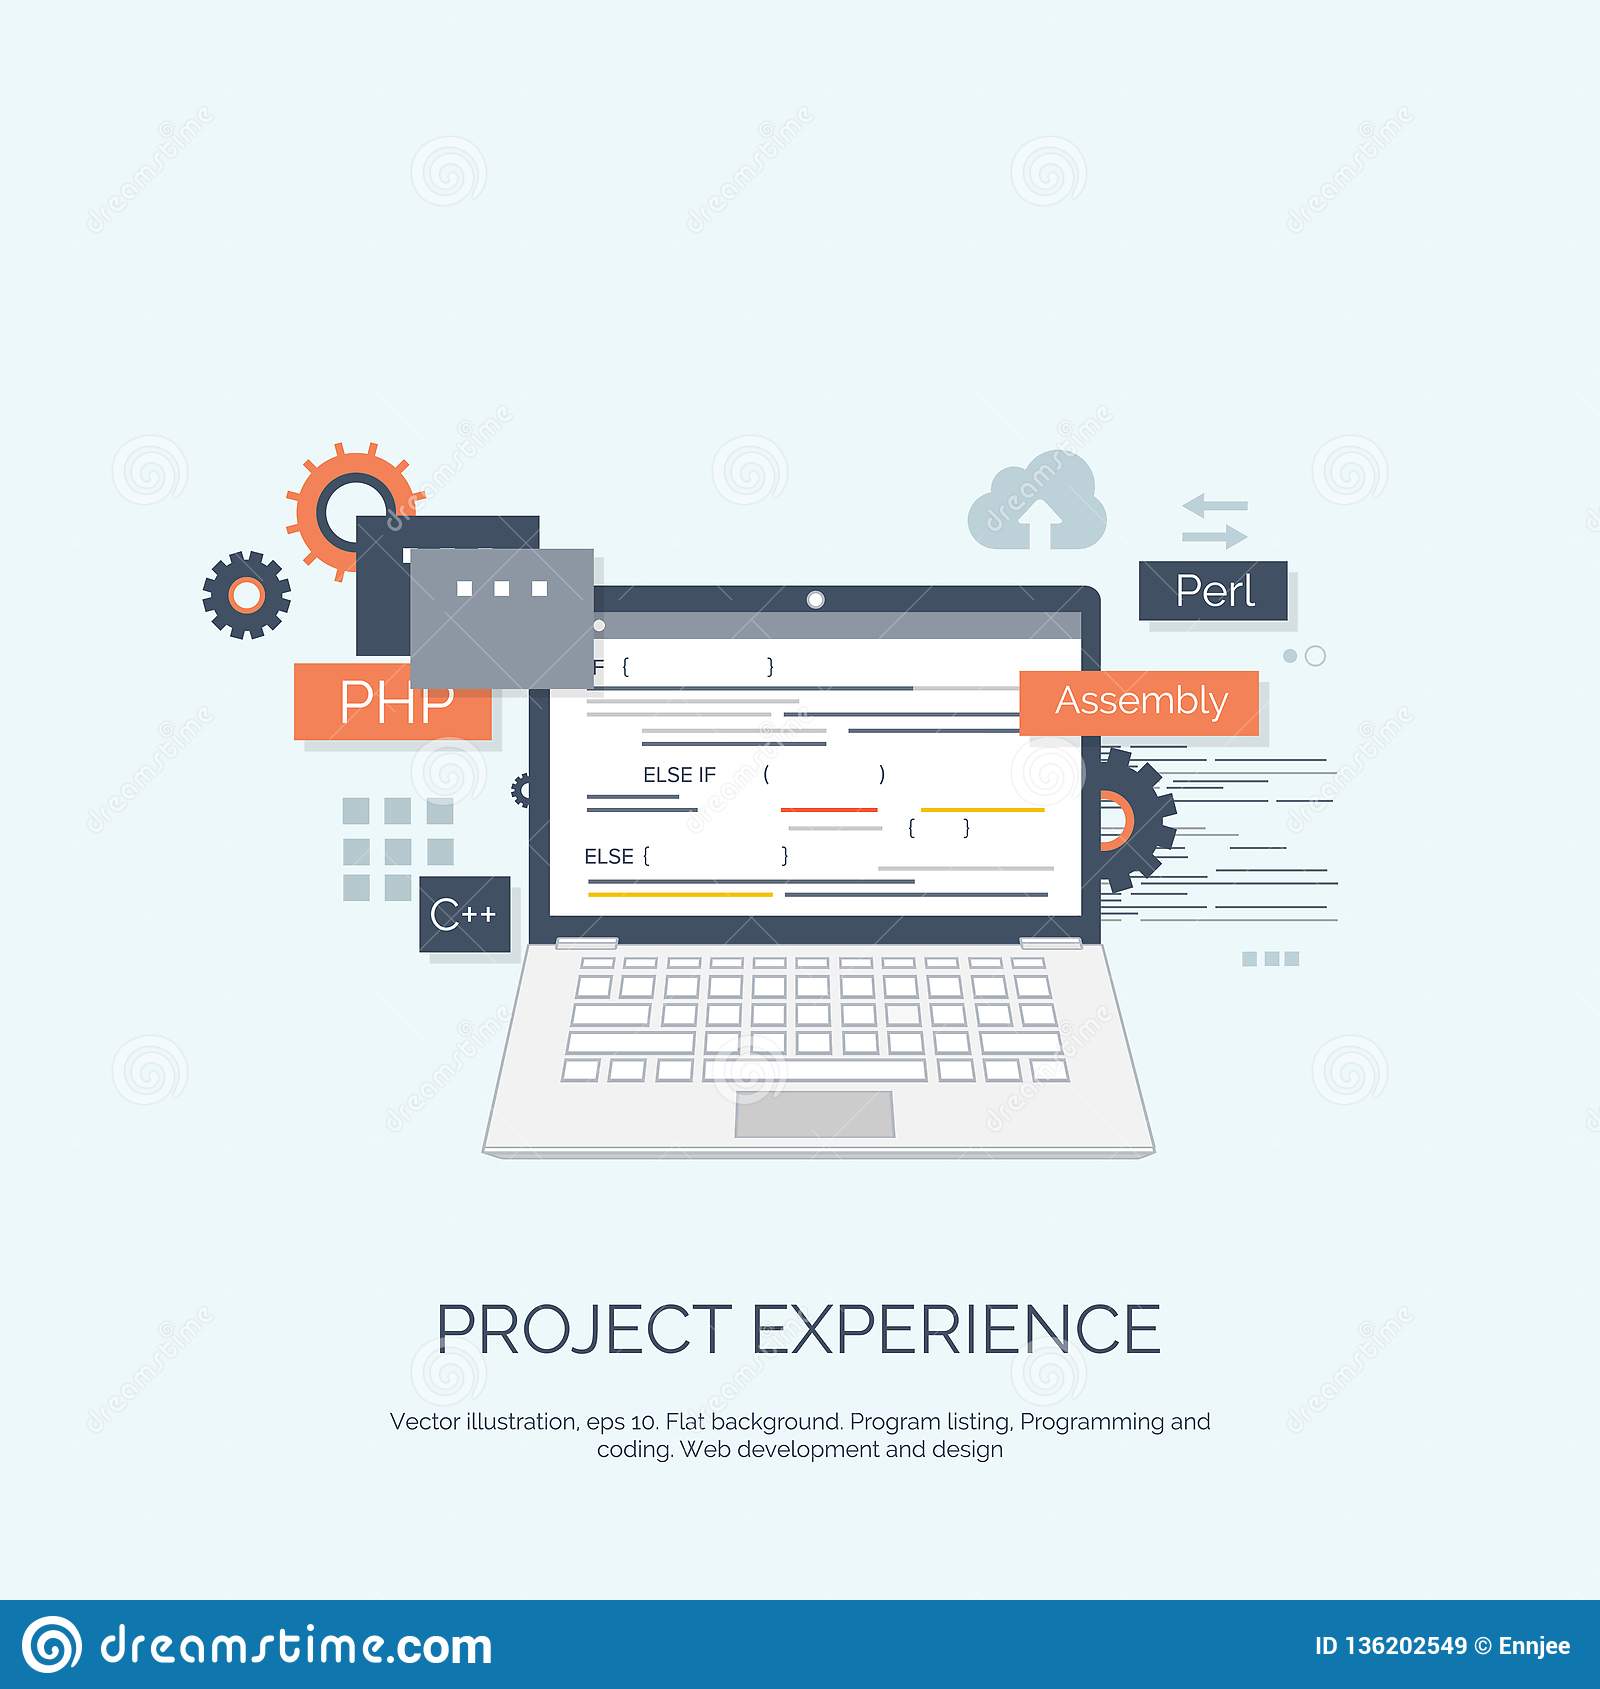 Perl
PHP
Assembly
F { }
ELSE IF ( )
{ }
ELSE { }
C++
PROJECT EXPERIENCE
Vector illustration, eps 10. Flat background. Program listing, Programming and
coding. Web development and design
dreamstime.com
ID 136202549 © Ennjee